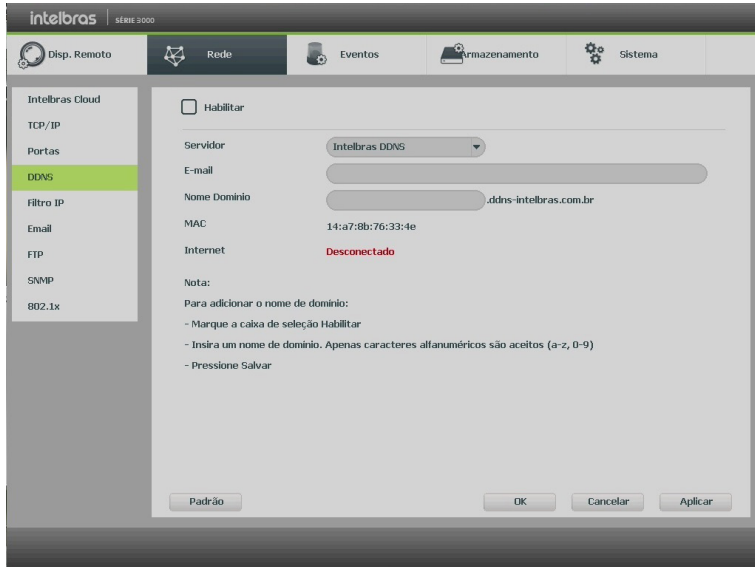 intelbras SÉRIE 3000
Disp. Remoto
Rede
Eventos
Armazenamento
Sistema
Intelbras Cloud
TCP/IP
Portas
DDNS
Filtro IP
Email
FTP
SNMP
802.1x
Habilitar
Servidor Intelbras DDNS
E-mail
Nome Dominio .ddns-intelbras.com.br
MAC 14:a7:8b:76:33:4e
Internet Desconectado
Nota:
Para adicionar o nome de domínio:
- Marque a caixa de seleção Habilitar
- Insira um nome de domínio. Apenas caracteres alfanuméricos são aceitos (a-z, 0-9)
- Pressione Salvar
Padrão
OK
Cancelar
Aplicar